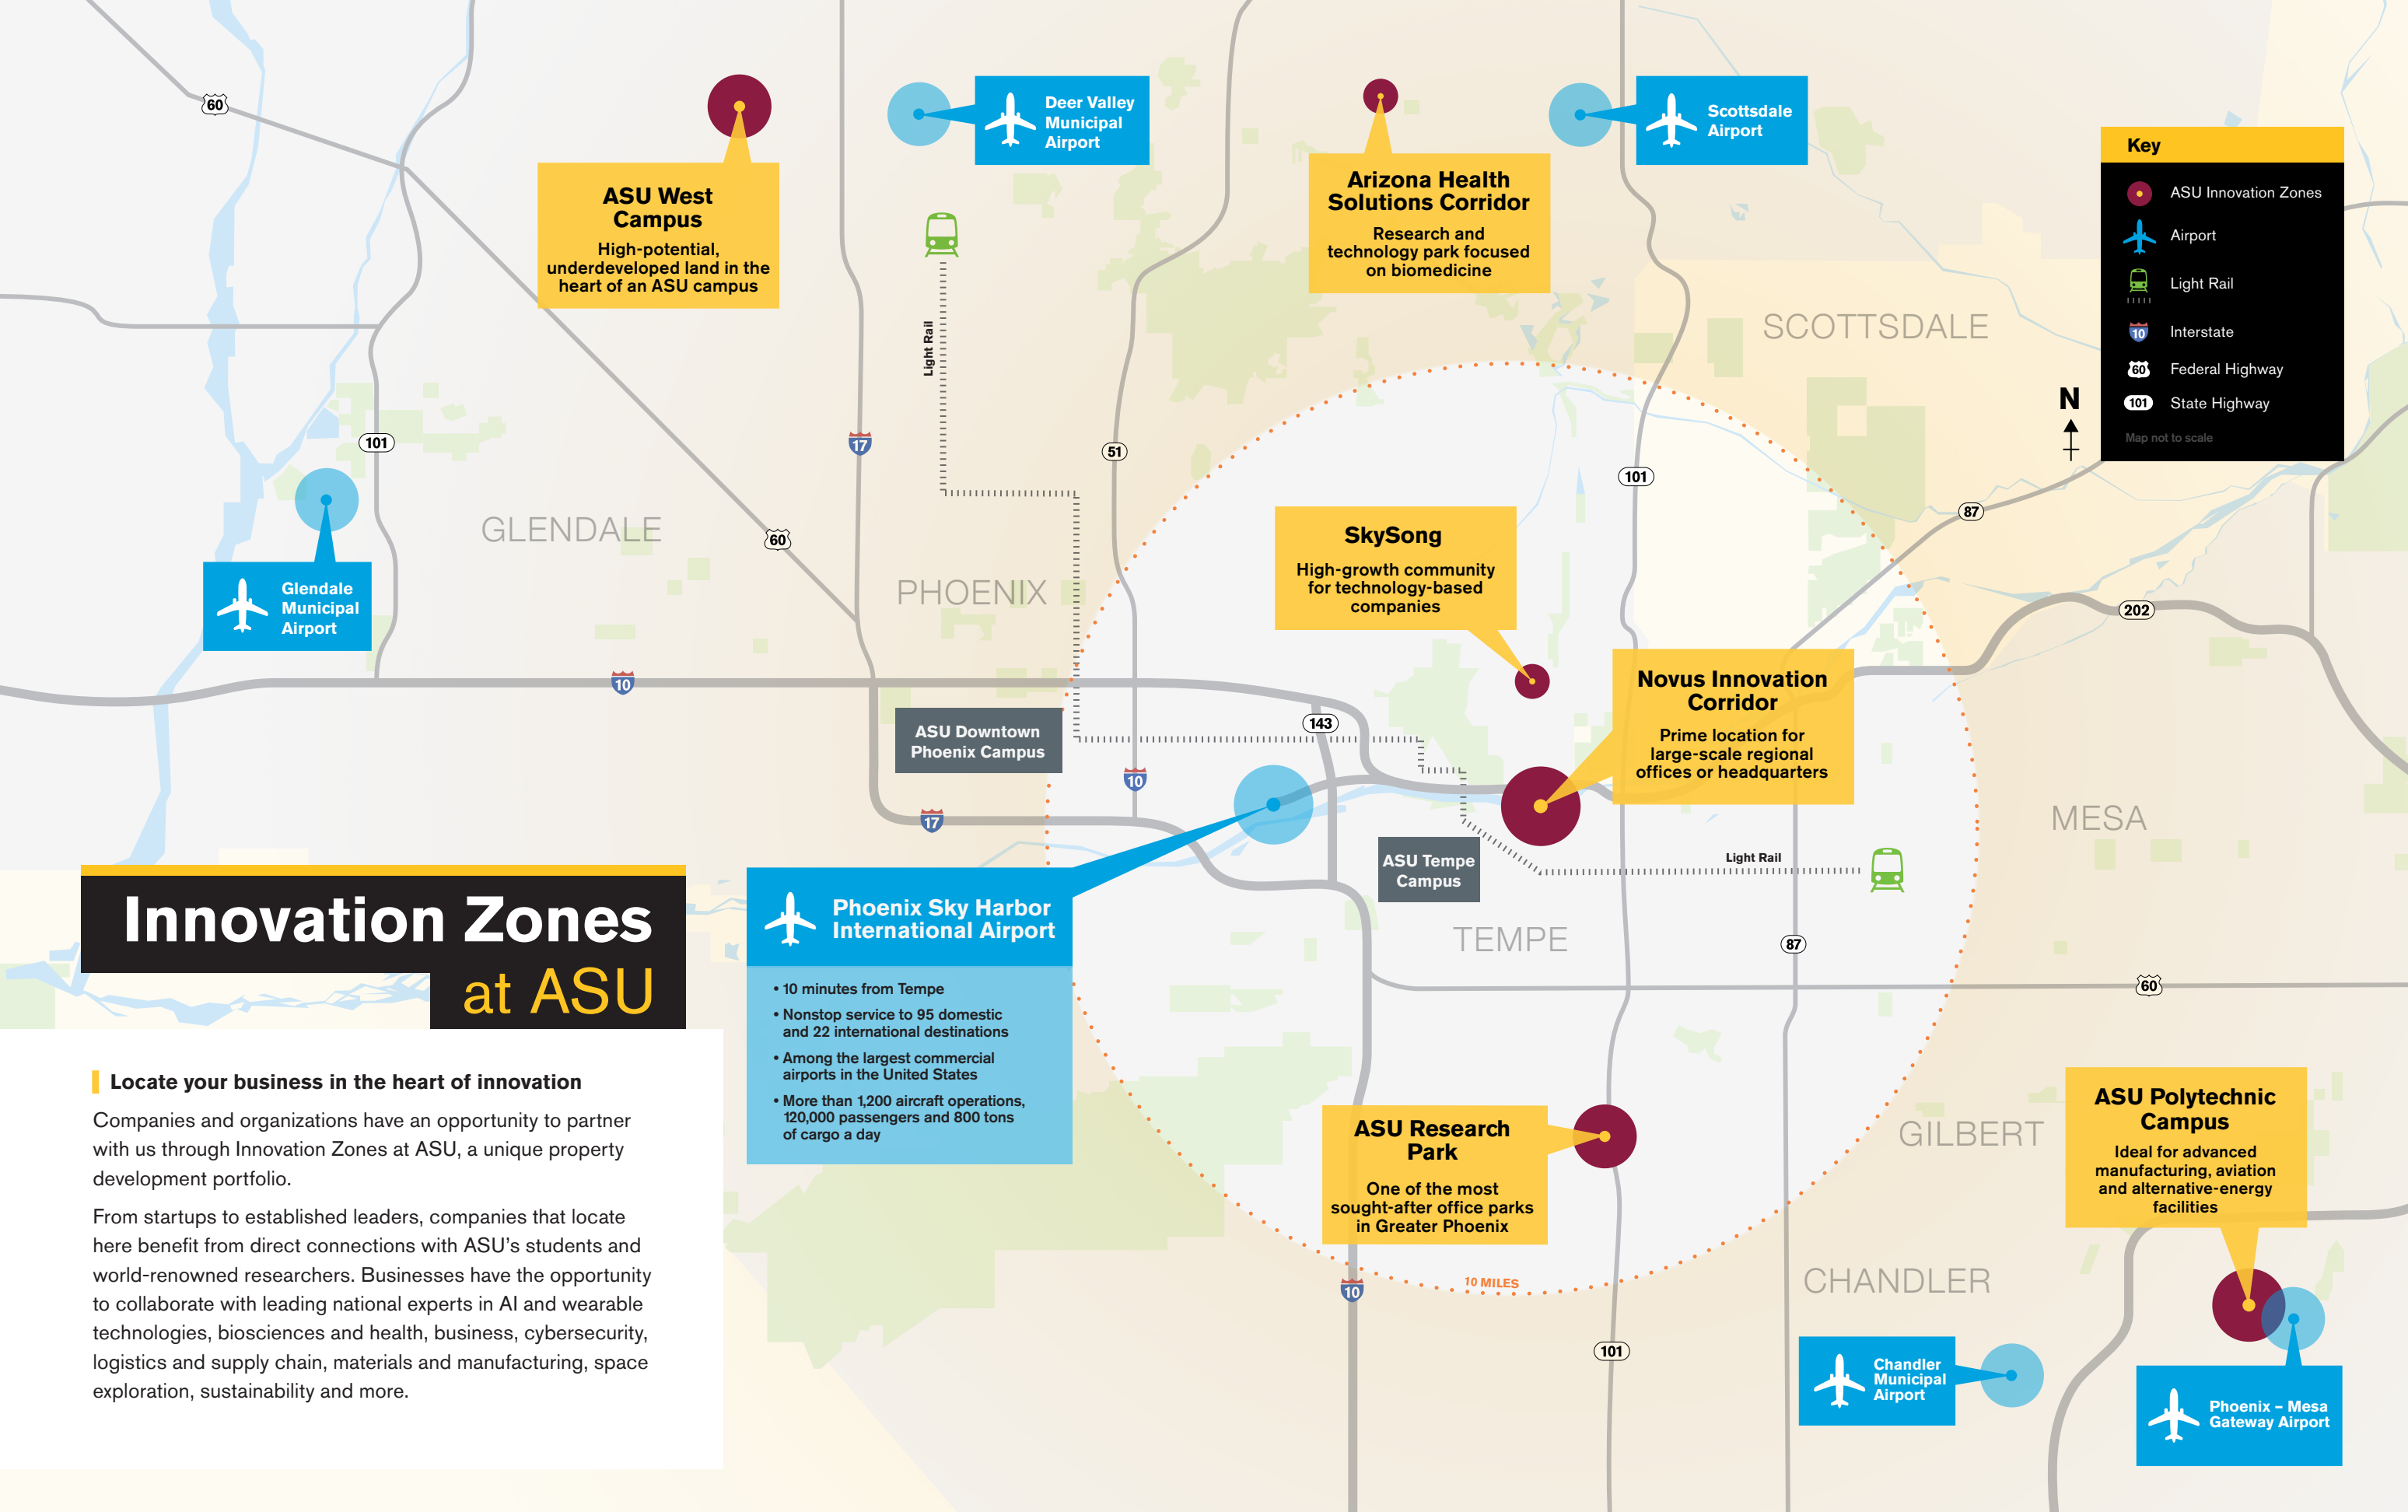 60
ASU West
Campus
High-potential,
underdeveloped land in the
heart of an ASU campus
Deer Valley
Municipal
Airport
Arizona Health
Solutions Corridor
Research and
technology park focused
on biomedicine
Scottsdale
Airport
Key
ASU Innovation Zones
Airport
Light Rail
10
Interstate
60
Federal Highway
101
State Highway
Map not to scale
N
SCOTTSDALE
Light Rail
101
17
51
101
87
GLENDALE
60
PHOENIX
Glendale
Municipal
Airport
SkySong
High-growth community
for technology-based
companies
202
10
Novus Innovation
Corridor
Prime location for
large-scale regional
offices or headquarters
ASU Downtown
Phoenix Campus
143
10
17
MESA
ASU Tempe
Campus
Light Rail
TEMPE
87
60
Phoenix Sky Harbor
International Airport
• 10 minutes from Tempe
• Nonstop service to 95 domestic
and 22 international destinations
• Among the largest commercial
airports in the United States
• More than 1,200 aircraft operations,
120,000 passengers and 800 tons
of cargo a day
Innovation Zones
at ASU
Locate your business in the heart of innovation
Companies and organizations have an opportunity to partner
with us through Innovation Zones at ASU, a unique property
development portfolio.
From startups to established leaders, companies that locate
here benefit from direct connections with ASU's students and
world-renowned researchers. Businesses have the opportunity
to collaborate with leading national experts in AI and wearable
technologies, biosciences and health, business, cybersecurity,
logistics and supply chain, materials and manufacturing, space
exploration, sustainability and more.
ASU Research
Park
One of the most
sought-after office parks
in Greater Phoenix
GILBERT
ASU Polytechnic
Campus
Ideal for advanced
manufacturing, aviation
and alternative-energy
facilities
10 MILES
10
CHANDLER
101
Chandler
Municipal
Airport
Phoenix – Mesa
Gateway Airport